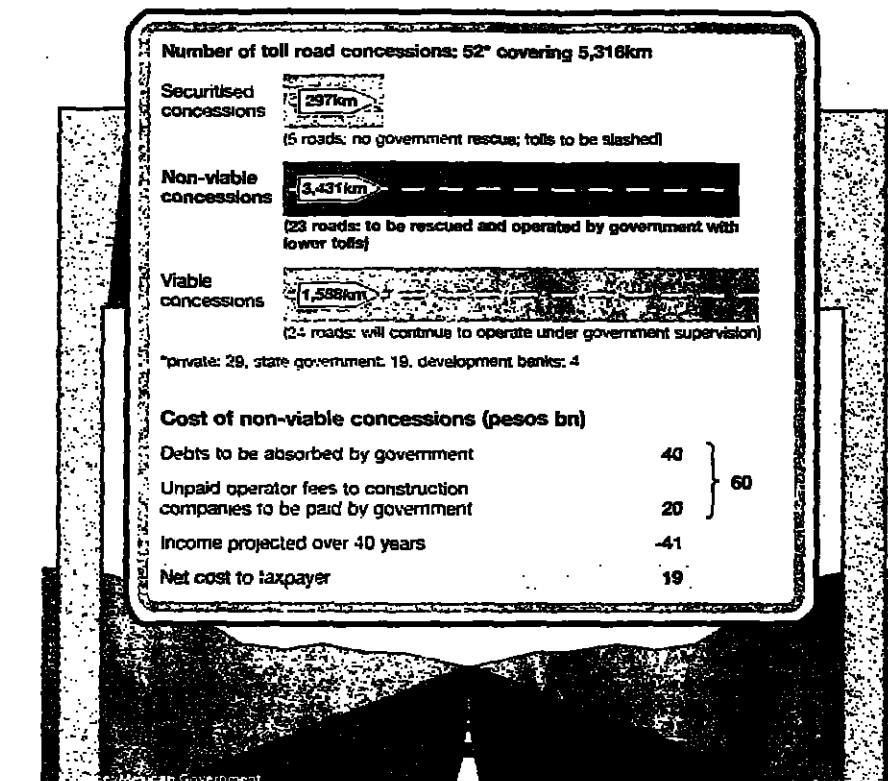 Number of toll road concessions: 52* covering 5,316km
Securitised
concessions
297km
(5 roads: no government rescue; tolls to be slashed)
Non-viable
concessions
3,431km
(23 roads: to be rescued and operated by government with
lower tolls)
Viable
concessions
1,588km
(24 roads: will continue to operate under government supervision)
*private: 29, state government: 19, development banks: 4
Cost of non-viable concessions (pesos bn)
Debts to be absorbed by government 40
60
Unpaid operator fees to construction
companies to be paid by government 20
Income projected over 40 years -41
Net cost to taxpayer 19
Mexican Government